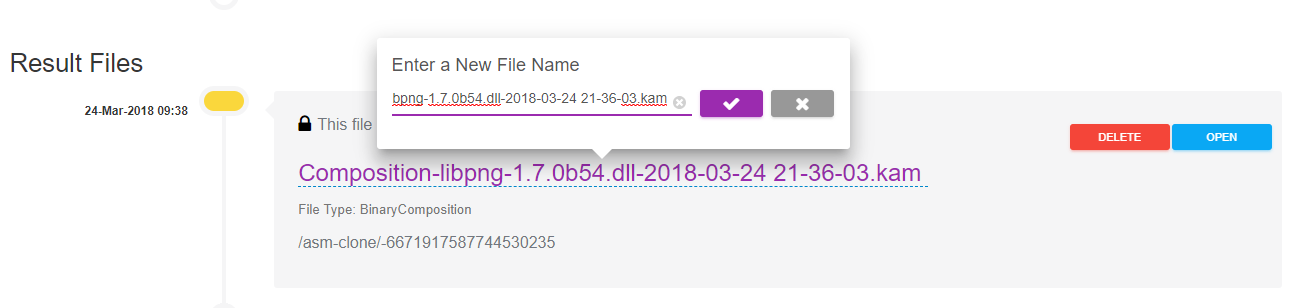 Result Files
Enter a New File Name
bpng-1.7.0b54.dll-2018-03-24 21-36-03.kam
24-Mar-2018 09:38
This file
DELETE
OPEN
Composition-libpng-1.7.0b54.dll-2018-03-24 21-36-03.kam
File Type: BinaryComposition
/asm-clone/-6671917587744530235